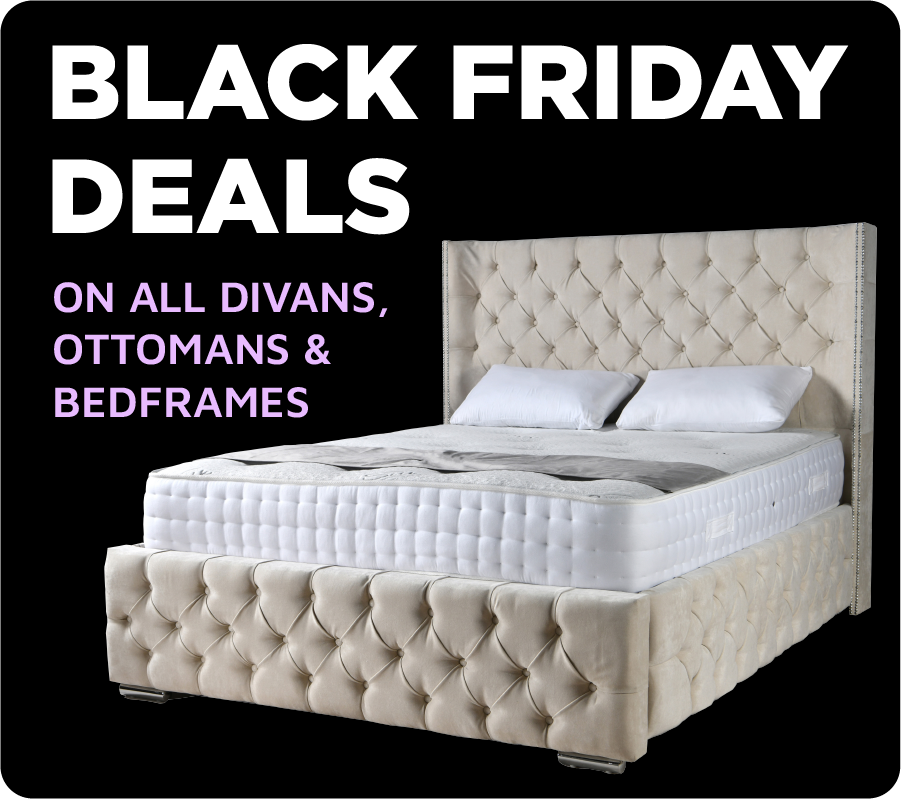 BLACK FRIDAY
DEALS
ON ALL DIVANS,
OTTOMANS &
BEDFRAMES